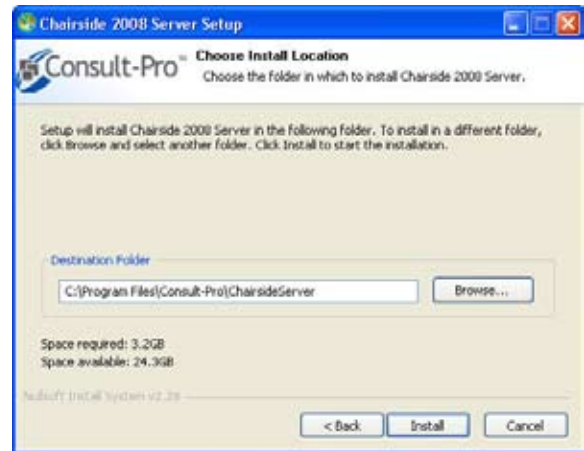 Chairside 2008 Server Setup
Consult-Pro™
Choose Install Location
Choose the folder in which to install Chairside 2008 Server.
Setup will install Chairside 2008 Server in the following folder. To install in a different folder,
click Browse and select another folder. Click Install to start the installation.
Destination Folder
C:\Program Files\Consult-Pro\ChairsideServer
Browse...
Space required: 3.2GB
Space available: 24.3GB
Nullsoft Install System
< Back
Install
Cancel